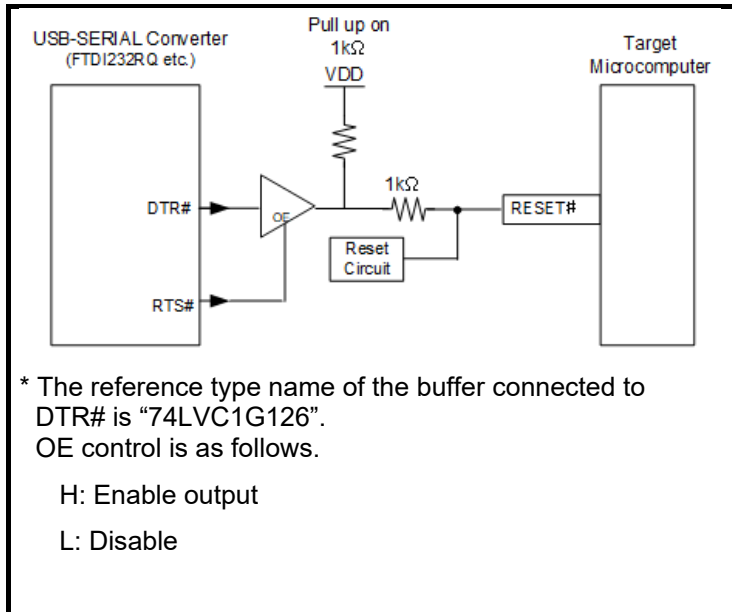 Pull up on
1kΩ
VDD
USB-SERIAL Converter
(FTDI232RQ etc.)
Target
Microcomputer
DTR#
OE
1kΩ
RESET#
Reset
Circuit
RTS#
* The reference type name of the buffer connected to
DTR# is “74LVC1G126”.
OE control is as follows.
H: Enable output
L: Disable